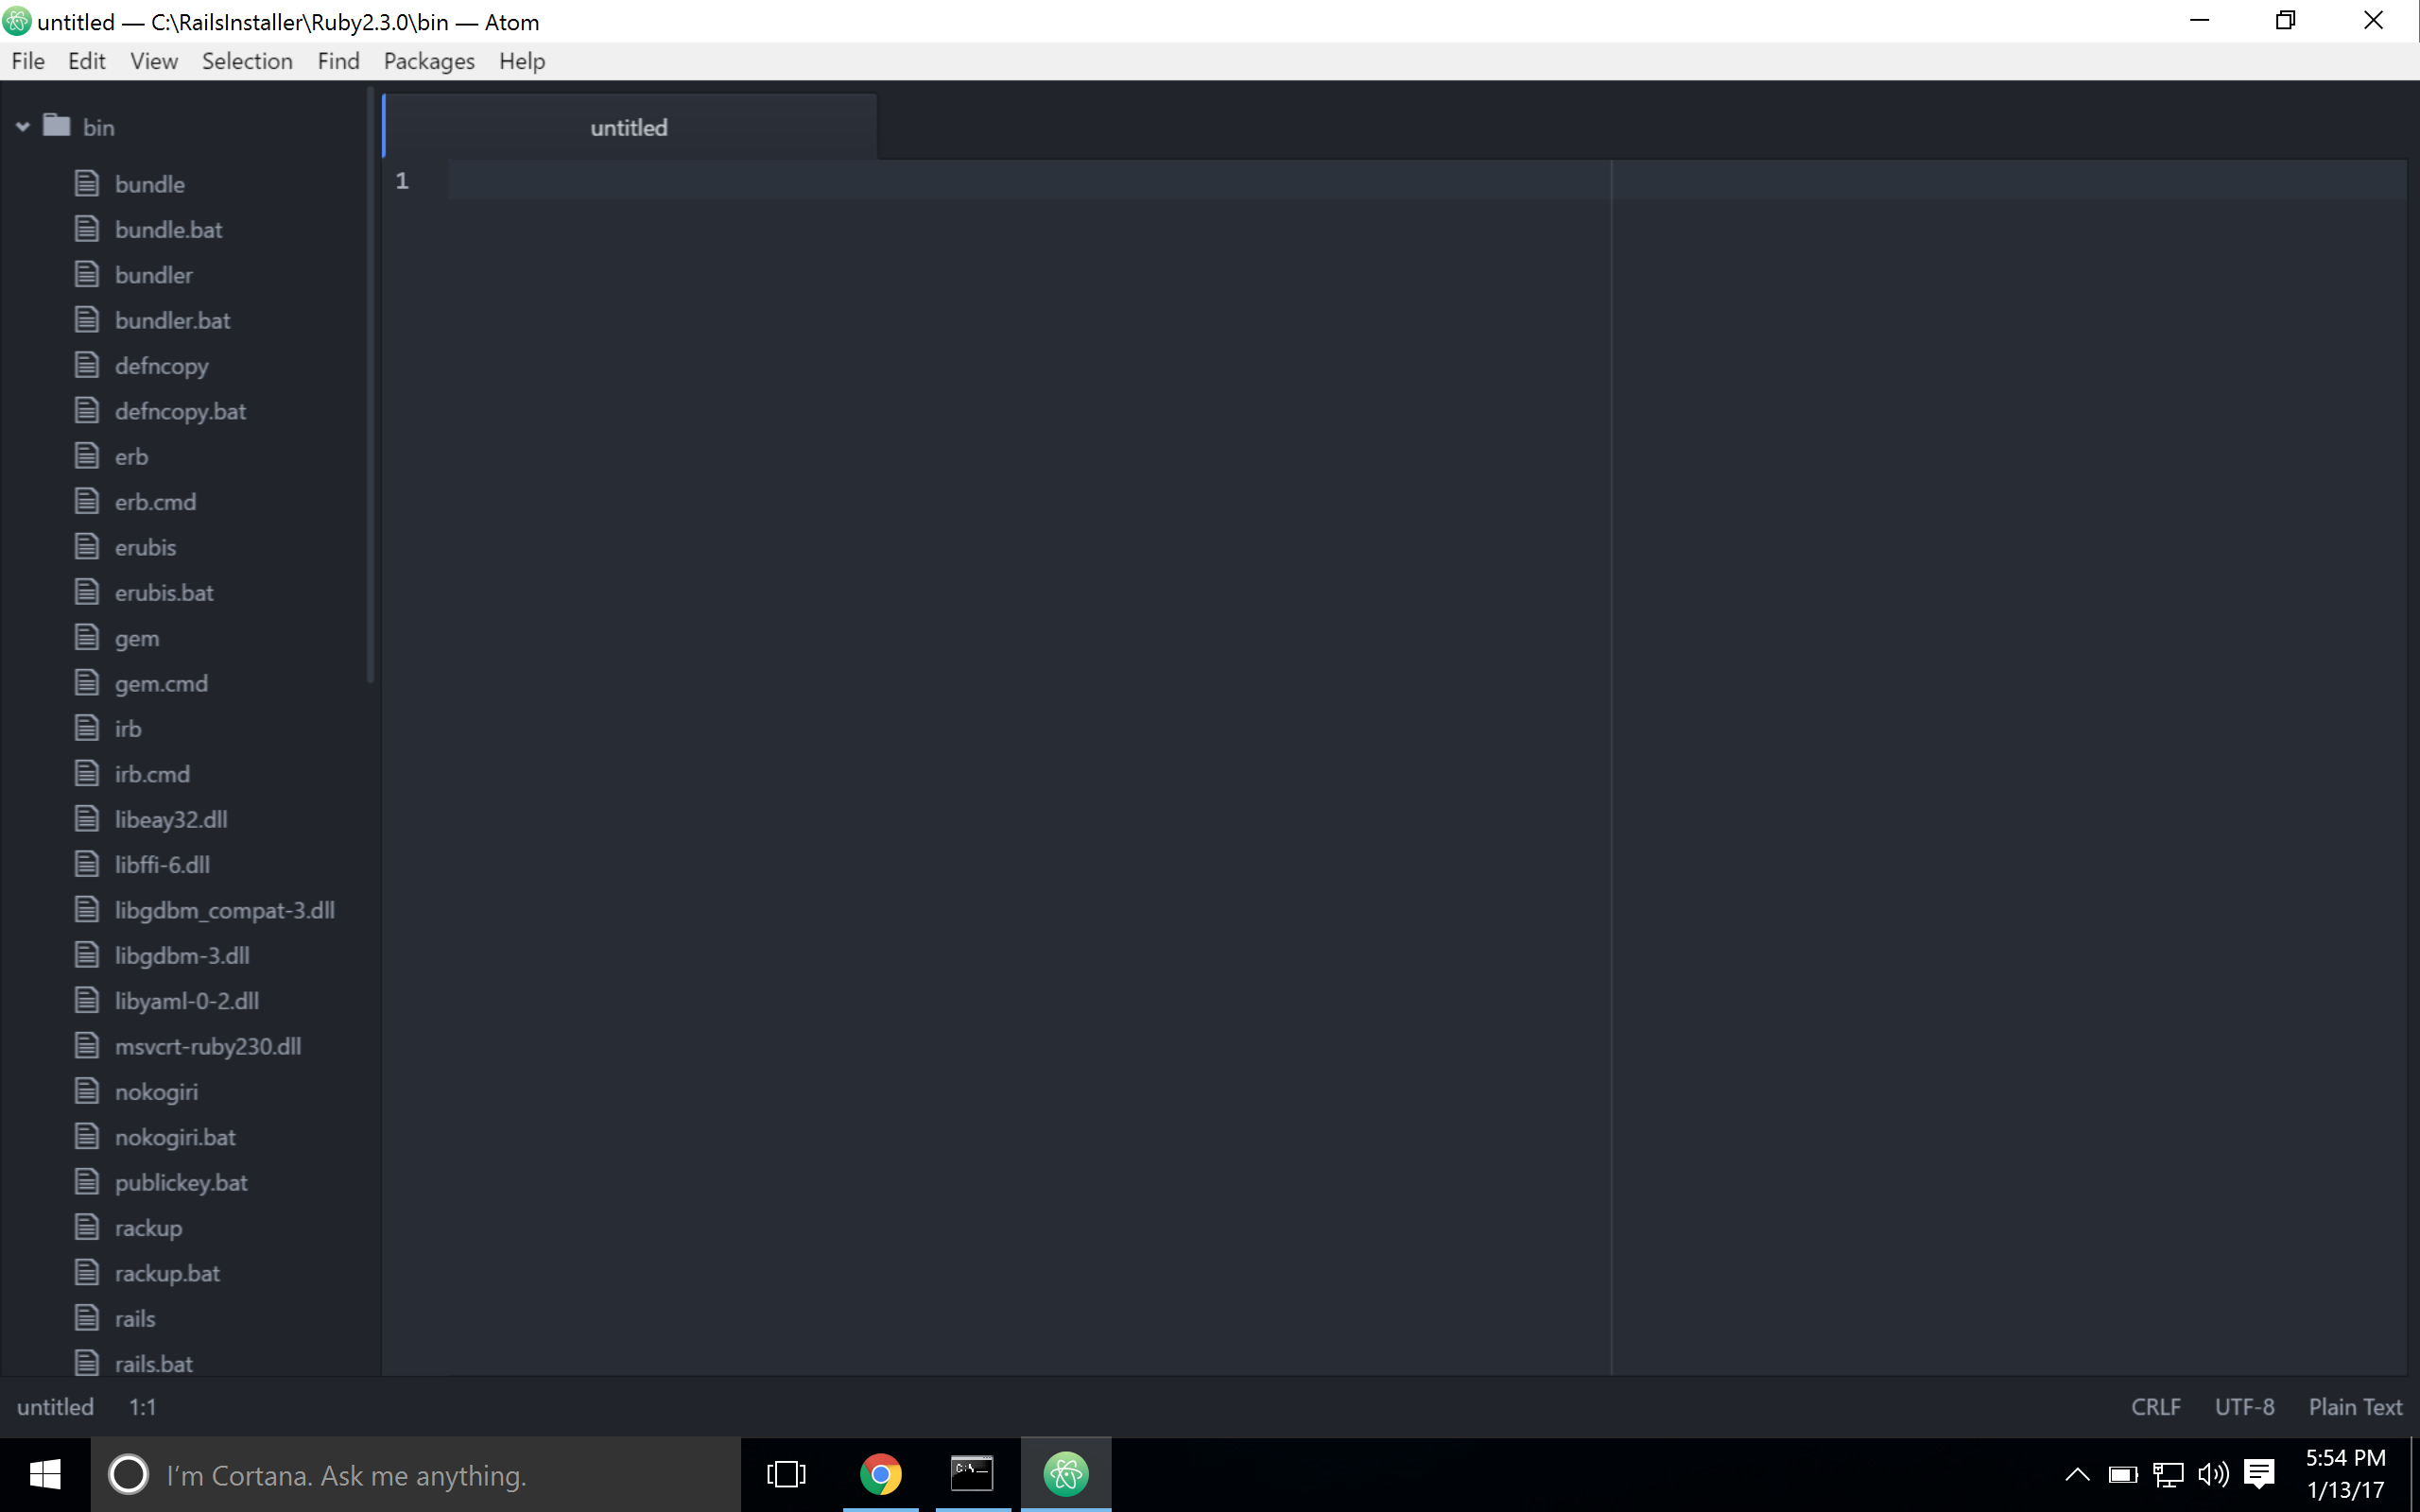 untitled — C:\RailsInstaller\Ruby2.3.0\bin — Atom
File Edit View Selection Find Packages Help
bin
untitled
1
bundle
bundle.bat
bundler
bundler.bat
defncopy
defncopy.bat
erb
erb.cmd
erubis
erubis.bat
gem
gem.cmd
irb
irb.cmd
libeay32.dll
libffi-6.dll
libgdbm_compat-3.dll
libgdbm-3.dll
libyaml-0-2.dll
msvcrt-ruby230.dll
nokogiri
nokogiri.bat
publickey.bat
rackup
rackup.bat
rails
rails.bat
untitled 1:1 CRLF UTF-8 Plain Text
I'm Cortana. Ask me anything.
C:\
5:54 PM
1/13/17